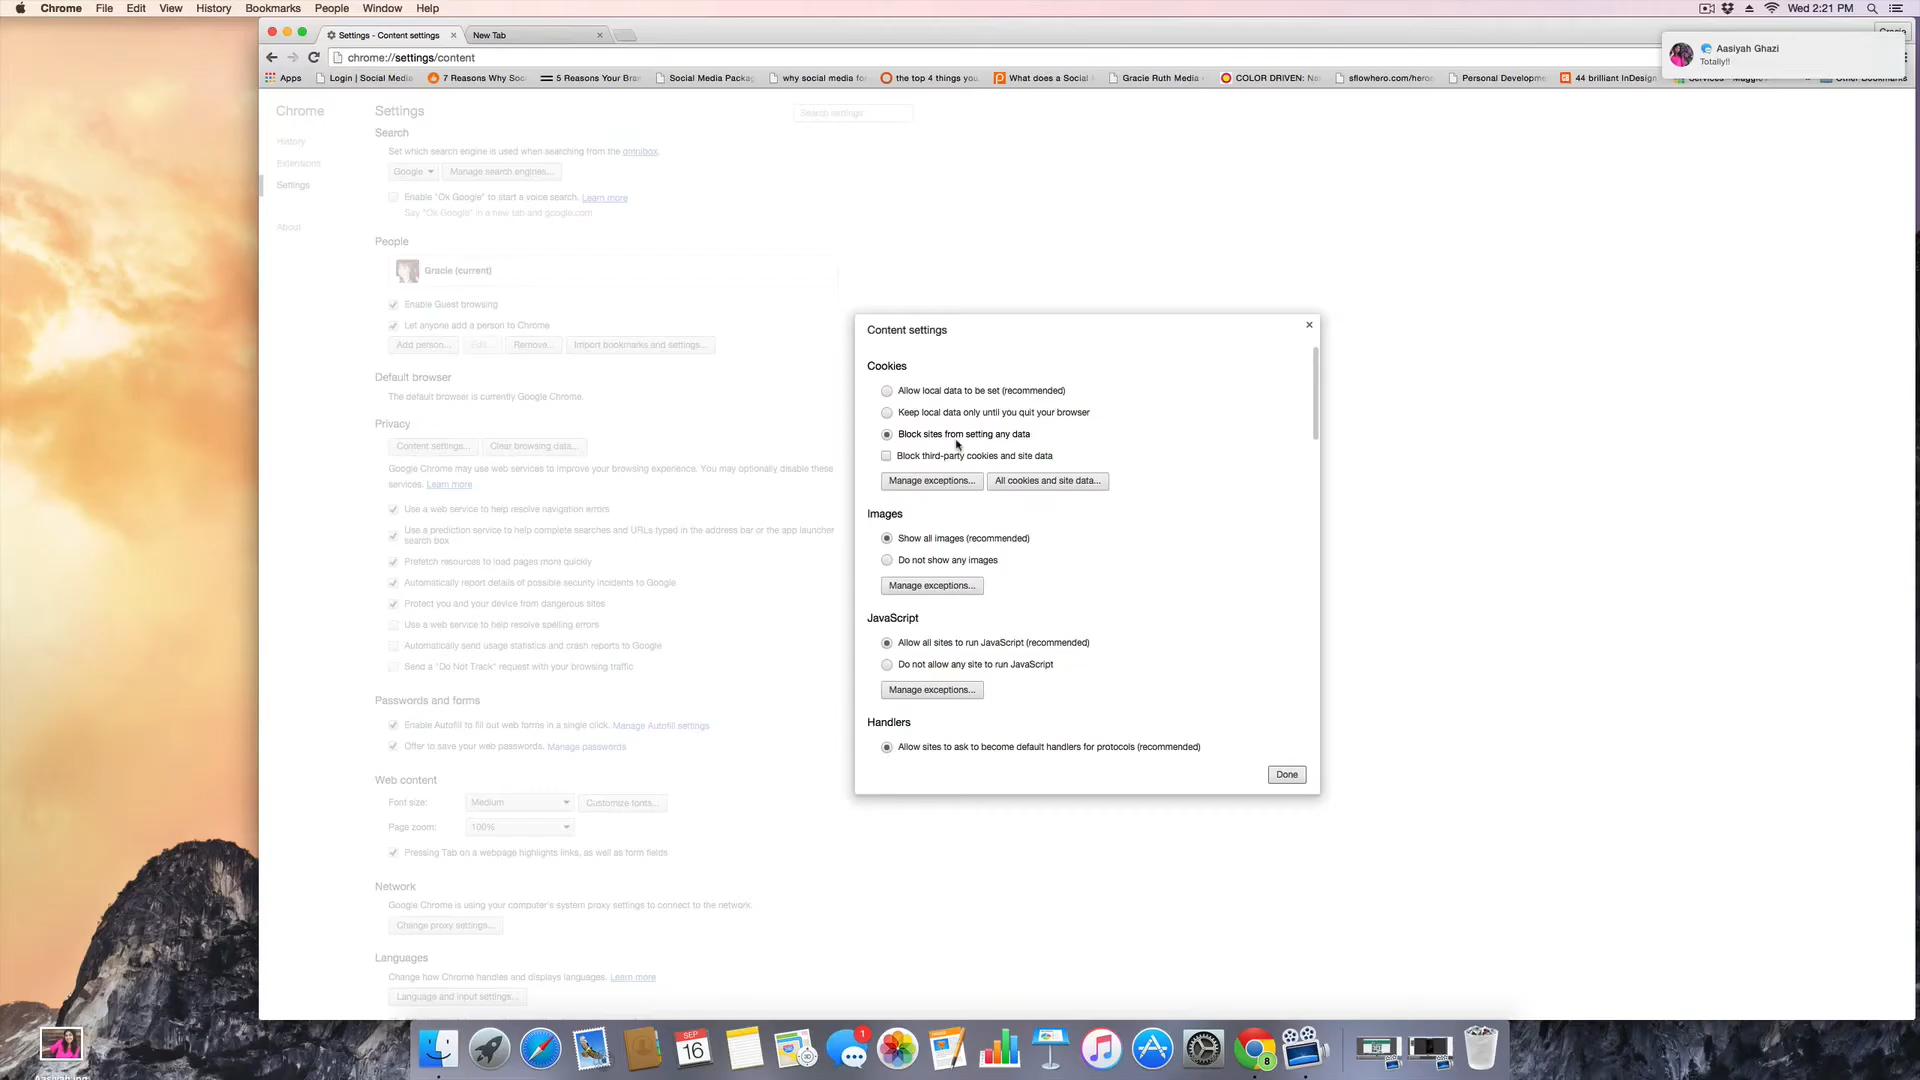 Chrome File Edit View History Bookmarks People Window Help Wed 2:21 PM
Settings - Content settings × New Tab ×
Aasiyah Ghazi
Totally!!
chrome://settings/content
Apps Login | Social Media 7 Reasons Why Soc 5 Reasons Your Bra Social Media Packa why social media fo the top 4 things you What does a Social Gracie Ruth Media COLOR DRIVEN: Na sflowhero.com/hero Personal Developme 44 brilliant InDesign
Chrome
History
Extensions
Settings
About
Settings
Search settings
Search
Set which search engine is used when searching from the omnibox.
Google Manage search engines...
Enable "Ok Google" to start a voice search. Learn more
Say "Ok Google" in a new tab and google.com
People
Gracie (current)
Enable Guest browsing
Let anyone add a person to Chrome
Add person... Edit... Remove... Import bookmarks and settings...
Default browser
The default browser is currently Google Chrome.
Privacy
Content settings... Clear browsing data...
Google Chrome may use web services to improve your browsing experience. You may optionally disable these
services. Learn more
Use a web service to help resolve navigation errors
Use a prediction service to help complete searches and URLs typed in the address bar or the app launcher
search box
Prefetch resources to load pages more quickly
Automatically report details of possible security incidents to Google
Protect you and your device from dangerous sites
Use a web service to help resolve spelling errors
Automatically send usage statistics and crash reports to Google
Send a "Do Not Track" request with your browsing traffic
Passwords and forms
Enable Autofill to fill out web forms in a single click. Manage Autofill settings
Offer to save your web passwords. Manage passwords
Web content
Font size: Medium Customize fonts...
Page zoom: 100%
Pressing Tab on a webpage highlights links, as well as form fields
Network
Google Chrome is using your computer's system proxy settings to connect to the network.
Change proxy settings...
Languages
Change how Chrome handles and displays languages. Learn more
Language and input settings...
Content settings ×
Cookies
Allow local data to be set (recommended)
Keep local data only until you quit your browser
Block sites from setting any data
Block third-party cookies and site data
Manage exceptions... All cookies and site data...
Images
Show all images (recommended)
Do not show any images
Manage exceptions...
JavaScript
Allow all sites to run JavaScript (recommended)
Do not allow any site to run JavaScript
Manage exceptions...
Handlers
Allow sites to ask to become default handlers for protocols (recommended)
Done
SEP
16
1
8